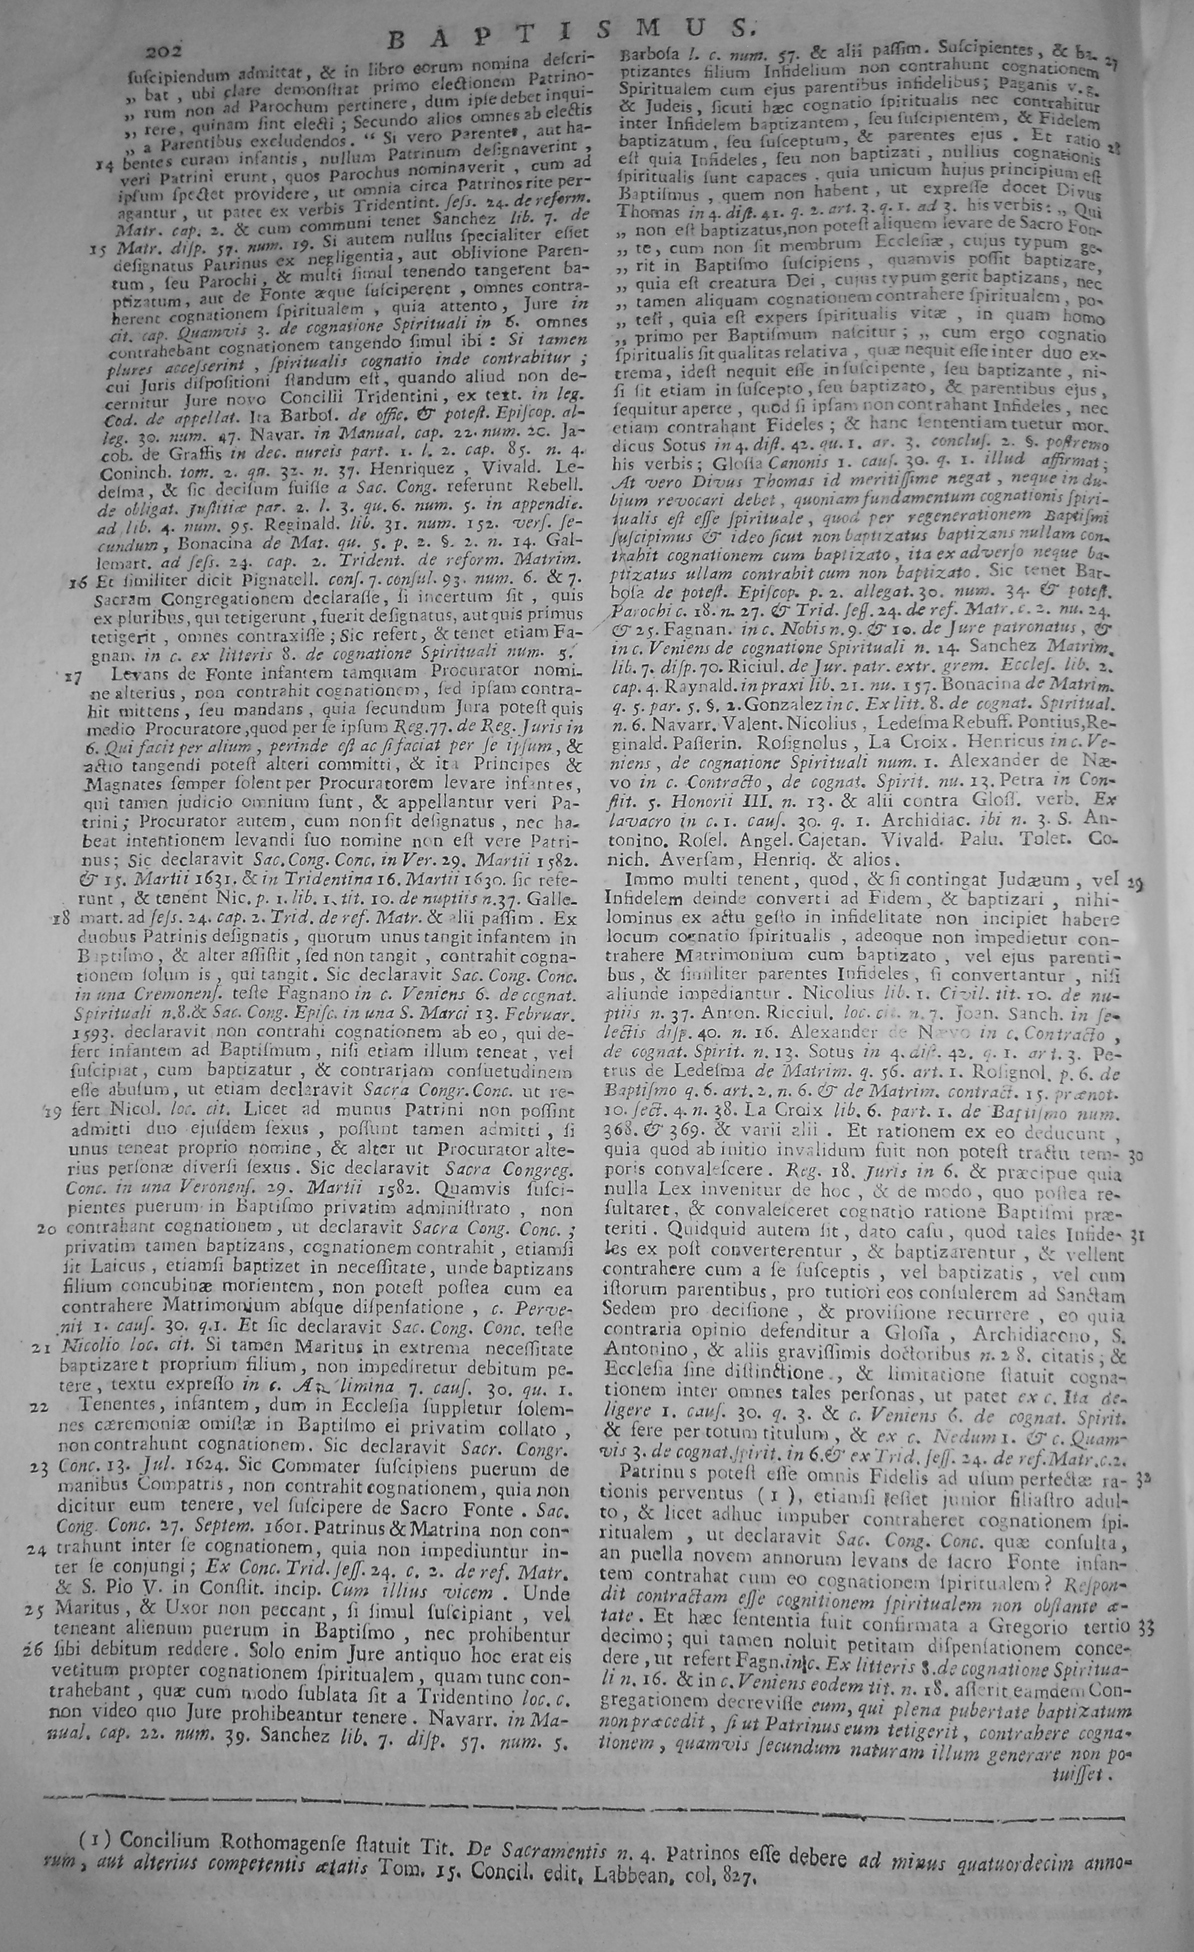 202
BAPTISMUS.
ſuſcipiendum admittat, & in libro eorum nomina deſcri-
„ bat, ubi clare demonſtrat primo electionem Patrino-
„ rum non ad Parochum pertinere, dum ipſe debet inqui-
„ rere, quinam ſint electi; Secundo alios omnes ab electis
„ a Parentibus excludendos. “ Si vero Parentes, aut ha-
14 bentes curam infantis, nullum Patrinum deſignaverint,
veri Patrini erunt, quos Parochus nominaverit, cum ad
ipſum ſpectet providere, ut omnia circa Patrinos rite per-
agantur, ut patet ex verbis Tridentint. ſeſs. 24. de reform.
Matr. cap. 2. & cum communi tenet Sanchez lib. 7. de
15 Matr. diſp. 57. num. 19. Si autem nullus ſpecialiter eſſet
deſignatus Patrinus ex negligentia, aut oblivione Paren-
tum, ſeu Parochi, & multi ſimul tenendo tangerent ba-
ptizatum, aut de Fonte æque ſuſciperent, omnes contra-
herent cognationem ſpiritualem, quia attento, Jure in
cit. cap. Quamvis 3. de cognatione Spirituali in 6. omnes
contrahebant cognationem tangendo ſimul ibi: Si tamen
plures acceſſerint, ſpiritualis cognatio inde contrabitur;
cui Juris diſpoſitioni ſtandum eſt, quando aliud non de-
cernitur Jure novo Concilii Tridentini, ex text. in leg.
Cod. de appellat. Ita Barboſ. de offic. & poteſt. Epiſcop. al-
leg. 30. num. 47. Navar. in Manual. cap. 22. num. 2C. Ja-
cob. de Graffis in dec. aureis part. 1. l. 2. cap. 85. n. 4.
Coninch. tom. 2. qn. 32. n. 37. Henriquez, Vivald. Le-
deſma, & ſic deciſum fuiſſe a Sac. Cong. referunt Rebell.
de obligat. Juſtitiæ par. 2. l. 3. qu. 6. num. 5. in appendic.
ad lib. 4. num. 95. Reginald. lib. 31. num. 152. verſ. ſe-
cundum, Bonacina de Mat. qu. 5. p. 2. §. 2. n. 14. Gal-
lemart. ad ſeſs. 24. cap. 2. Trident. de reform. Matrim.
16 Et ſimiliter dicit Pignatell. conſ. 7. conſul. 93. num. 6. & 7.
Sacram Congregationem declaraſſe, ſi incertum ſit, quis
ex pluribus, qui tetigerunt, fuerit deſignatus, aut quis primus
tetigerit, omnes contraxiſſe; Sic refert, & tenet etiam Fa-
gnan. in c. ex litteris 8. de cognatione Spirituali num. 5.
17 Levans de Fonte infantem tamquam Procurator nomi-
ne alterius, non contrahit cognationem, ſed ipſam contra-
hit mittens, ſeu mandans, quia ſecundum Jura poteſt quis
medio Procuratore, quod per ſe ipſum Reg. 77. de Reg. Juris in
6. Qui facit per alium, perinde eſt ac ſi faciat per ſe ipſum, &
actio tangendi poteſt alteri committi, & ita Principes &
Magnates ſemper ſolent per Procuratorem levare infantes,
qui tamen judicio omnium ſunt, & appellantur veri Pa-
trini; Procurator autem, cum non ſit deſignatus, nec ha-
beat intentionem levandi ſuo nomine non eſt vere Patri-
nus; Sic declaravit Sac. Cong. Conc. in Ver. 29. Martii 1582.
& 15. Martii 1631. & in Tridentina 16. Martii 1630. ſic refe-
runt, & tenent Nic. p. 1. lib. 1. tit. 10. de nuptiis n. 37. Galle-
18 mart. ad ſeſs. 24. cap. 2. Trid. de ref. Matr. & alii paſſim. Ex
duobus Patrinis deſignatis, quorum unus tangit infantem in
Baptiſmo, & alter aſſiſtit, ſed non tangit, contrahit cogna-
tionem ſolum is, qui tangit. Sic declaravit Sac. Cong. Conc.
in una Cremonenſ. teſte Fagnano in c. Veniens 6. de cognat.
Spirituali n. 8. & Sac. Cong. Epiſc. in una S. Marci 13. Februar.
1593. declaravit non contrahi cognationem ab eo, qui de-
fert infantem ad Baptiſmum, niſi etiam illum teneat, vel
ſuſcipiat, cum baptizatur, & contrariam conſuetudinem
eſſe abuſum, ut etiam declaravit Sacra Congr. Conc. ut re-
19 fert Nicol. loc. cit. Licet ad munus Patrini non poſſint
admitti duo ejuſdem ſexus, poſſunt tamen admitti, ſi
unus teneat proprio nomine, & alter ut Procurator alte-
rius perſonæ diverſi ſexus. Sic declaravit Sacra Congreg.
Conc. in una Veronenſ. 29. Martii 1582. Quamvis ſuſci-
pientes puerum in Baptiſmo privatim adminiſtrato, non
20 contrahant cognationem, ut declaravit Sacra Cong. Conc.;
privatim tamen baptizans, cognationem contrahit, etiamſi
ſit Laicus, etiamſi baptizet in neceſſitate, unde baptizans
filium concubinæ morientem, non poteſt poſtea cum ea
contrahere Matrimonium abſque diſpenſatione, c. Perve-
nit 1. cauſ. 30. q. 1. Et ſic declaravit Sac. Cong. Conc. teſte
21 Nicolio loc. cit. Si tamen Maritus in extrema neceſſitate
baptizaret proprium filium, non impediretur debitum pe-
tere, textu expreſſo in c. Ad limina 7. cauſ. 30. qu. 1.
22 Tenentes, infantem, dum in Eccleſia ſuppletur ſolem-
nes cæremoniæ omiſſæ in Baptiſmo ei privatim collato,
non contrahunt cognationem. Sic declaravit Sacr. Congr.
23 Conc. 13. Jul. 1624. Sic Commater ſuſcipiens puerum de
manibus Compatris, non contrahit cognationem, quia non
dicitur eum tenere, vel ſuſcipere de Sacro Fonte. Sac.
Cong. Conc. 27. Septem. 1601. Patrinus & Matrina non con-
24 trahunt inter ſe cognationem, quia non impediuntur in-
ter ſe conjungi; Ex Conc. Trid. ſeſſ. 24. c. 2. de ref. Matr.
& S. Pio V. in Conſtit. incip. Cum illius vicem. Unde
25 Maritus, & Uxor non peccant, ſi ſimul ſuſcipiant, vel
teneant alienum puerum in Baptiſmo, nec prohibentur
26 ſibi debitum reddere. Solo enim Jure antiquo hoc erat eis
vetitum propter cognationem ſpiritualem, quam tunc con-
trahebant, quæ cum modo ſublata ſit a Tridentino loc. c.
non video quo Jure prohibeantur tenere. Navarr. in Ma-
nual. cap. 22. num. 39. Sanchez lib. 7. diſp. 57. num. 5.
Barboſa l. c. num. 57. & alii paſſim. Suſcipientes, & ba- 27
ptizantes filium Infidelium non contrahunt cognationem
Spiritualem cum ejus parentibus infidelibus; Paganis v. g.
& Judeis, ſicuti hæc cognatio ſpiritualis nec contrahitur
inter Infidelem baptizantem, ſeu ſuſcipientem, & Fidelem
baptizatum, ſeu ſuſceptum, & parentes ejus. Et ratio 28
eſt quia Infideles, ſeu non baptizati, nullius cognationis
ſpiritualis ſunt capaces, quia unicum hujus principium eſt
Baptiſmus, quem non habent, ut expreſſe docet Divus
Thomas in 4. diſt. 41. q. 2. art. 3. q. 1. ad 3. his verbis: „ Qui
„ non eſt baptizatus, non poteſt aliquem levare de Sacro Fon-
„ te, cum non ſit membrum Eccleſiæ, cujus typum ge-
„ rit in Baptiſmo ſuſcipiens, quamvis poſſit baptizare,
„ quia eſt creatura Dei, cujus typum gerit baptizans, nec
„ tamen aliquam cognationem contrahere ſpiritualem, po-
„ teſt, quia eſt expers ſpiritualis vitæ, in quam homo
„ primo per Baptiſmum naſcitur; „ cum ergo cognatio
ſpiritualis ſit qualitas relativa, quæ nequit eſſe inter duo ex-
trema, ideſt nequit eſſe in ſuſcipente, ſeu baptizante, ni-
ſi ſit etiam in ſuſcepto, ſeu baptizato, & parentibus ejus,
ſequitur aperte, quod ſi ipſam non contrahant Infideles, nec
etiam contrahant Fideles; & hanc ſententiam tuetur mor.
dicus Sotus in 4. diſt. 42. qu. 1. ar. 3. concluſ. 2. §. poſtremo
his verbis; Gloſſa Canonis 1. cauſ. 30. q. 1. illud affirmat;
At vero Divus Thomas id meritiſſime negat, neque in du-
bium revocari debet, quoniam fundamentum cognationis ſpiri-
tualis eſt eſſe ſpirituale, quod per regenerationem Baptiſmi
ſuſcipimus & ideo ſicut non baptizatus baptizans nullam con-
trahit cognationem cum baptizato, ita ex adverſo neque ba-
ptizatus ullam contrabit cum non baptizato. Sic tenet Bar-
boſa de poteſt. Epiſcop. p. 2. allegat. 30. num. 34. & poteſt.
Parochi c. 18. n. 27. & Trid. ſeſſ. 24. de ref. Matr. c. 2. nu. 24.
& 25. Fagnan. in c. Nobis n. 9. & 10. de Jure patronatus, &
in c. Veniens de cognatione Spirituali n. 14. Sanchez Matrim.
lib. 7. diſp. 70. Riciul. de Jur. patr. extr. grem. Eccleſ. lib. 2.
cap. 4. Raynald. in praxi lib. 21. nu. 157. Bonacina de Matrim.
q. 5. par. 5. §. 2. Gonzalez in c. Ex litt. 8. de cognat. Spiritual.
n. 6. Navarr. Valent. Nicolius, Ledeſma Rebuff. Pontius, Re-
ginald. Paſſerin. Roſignolus, La Croix. Henricus in c. Ve-
niens, de cognatione Spirituali num. 1. Alexander de Næ-
vo in c. Contracto, de cognat. Spirit. nu. 13. Petra in Con-
ſtit. 5. Honorii III. n. 13. & alii contra Gloſſ. verb. Ex
lavacro in c. 1. cauſ. 30. q. 1. Archidiac. ibi n. 3. S. An-
tonino. Roſel. Angel. Cajetan. Vivald. Palu. Tolet. Co-
nich. Averſam, Henriq. & alios.
Immo multi tenent, quod, & ſi contingat Judæum, vel 29
Infidelem deinde converti ad Fidem, & baptizari, nihi-
lominus ex actu geſto in infidelitate non incipiet habere
locum cognatio ſpiritualis, adeoque non impedietur con-
trahere Matrimonium cum baptizato, vel ejus parenti-
bus, & ſimiliter parentes Infideles, ſi convertantur, niſi
aliunde impediantur. Nicolius lib. 1. Civil. tit. 10. de nu-
ptiis n. 37. Anton. Ricciul. loc. cit. n. 7. Joan. Sanch. in ſe-
lectis diſp. 40. n. 16. Alexander de Nævo in c. Contracto,
de cognat. Spirit. n. 13. Sotus in 4. diſt. 42. q. 1. art. 3. Pe-
trus de Ledeſma de Matrim. q. 56. art. 1. Roſignol. p. 6. de
Baptiſmo q. 6. art. 2. n. 6. & de Matrim. contract. 15. prænot.
10. ſect. 4. n. 38. La Croix lib. 6. part. 1. de Baptiſmo num.
368. & 369. & varii alii. Et rationem ex eo deducunt,
quia quod ab initio invalidum fuit non poteſt tractu tem- 30
poris convaleſcere. Reg. 18. Juris in 6. & præcipue quia
nulla Lex invenitur de hoc, & de modo, quo poſtea re-
ſultaret, & convaleſceret cognatio ratione Baptiſmi præ-
teriti. Quidquid autem ſit, dato caſu, quod tales Infide- 31
les ex poſt converterentur, & baptizarentur, & vellent
contrahere cum a ſe ſuſceptis, vel baptizatis, vel cum
iſtorum parentibus, pro tutiori eos conſulerem ad Sanctam
Sedem pro deciſione, & proviſione recurrere, eo quia
contraria opinio defenditur a Gloſſa, Archidiacono, S.
Antonino, & aliis graviſſimis doctoribus n. 28. citatis; &
Eccleſia ſine diſtinctione, & limitatione ſtatuit cogna-
tionem inter omnes tales perſonas, ut patet ex c. Ita de-
ligere 1. cauſ. 30. q. 3. & c. Veniens 6. de cognat. Spirit.
& fere per totum titulum, & ex c. Nedum 1. & c. Quam-
vis 3. de cognat. ſpirit. in 6. & ex Trid. ſeſſ. 24. de ref. Matr. c. 2.
Patrinus poteſt eſſe omnis Fidelis ad uſum perfectæ ra- 32
tionis perventus (1), etiamſi eſſet junior filiaſtro adul-
to, & licet adhuc impuber contraheret cognationem ſpi-
ritualem, ut declaravit Sac. Cong. Conc. quæ conſulta,
an puella novem annorum levans de ſacro Fonte infan-
tem contrahat cum eo cognationem ſpiritualem? Reſpon-
dit contractam eſſe cognitionem ſpiritualem non obſtante æ-
tate. Et hæc ſententia fuit confirmata a Gregorio tertio 33
decimo; qui tamen noluit petitam diſpenſationem conce-
dere, ut refert Fagn. in c. Ex litteris 8. de cognatione Spiritua-
li n. 16. & in c. Veniens eodem tit. n. 18. aſſerit eamdem Con-
gregationem decreviſſe eum, qui plena pubertate baptizatum
non præcedit, ſi ut Patrinus eum tetigerit, contrahere cogna-
tionem, quamvis ſecundum naturam illum generare non po-
tuiſſet.
(1) Concilium Rothomagenſe ſtatuit Tit. De Sacramentis n. 4. Patrinos eſſe debere ad minus quatuordecim anno-
rum, aut alterius competentis ætatis Tom. 15. Concil. edit. Labbean. col. 827.